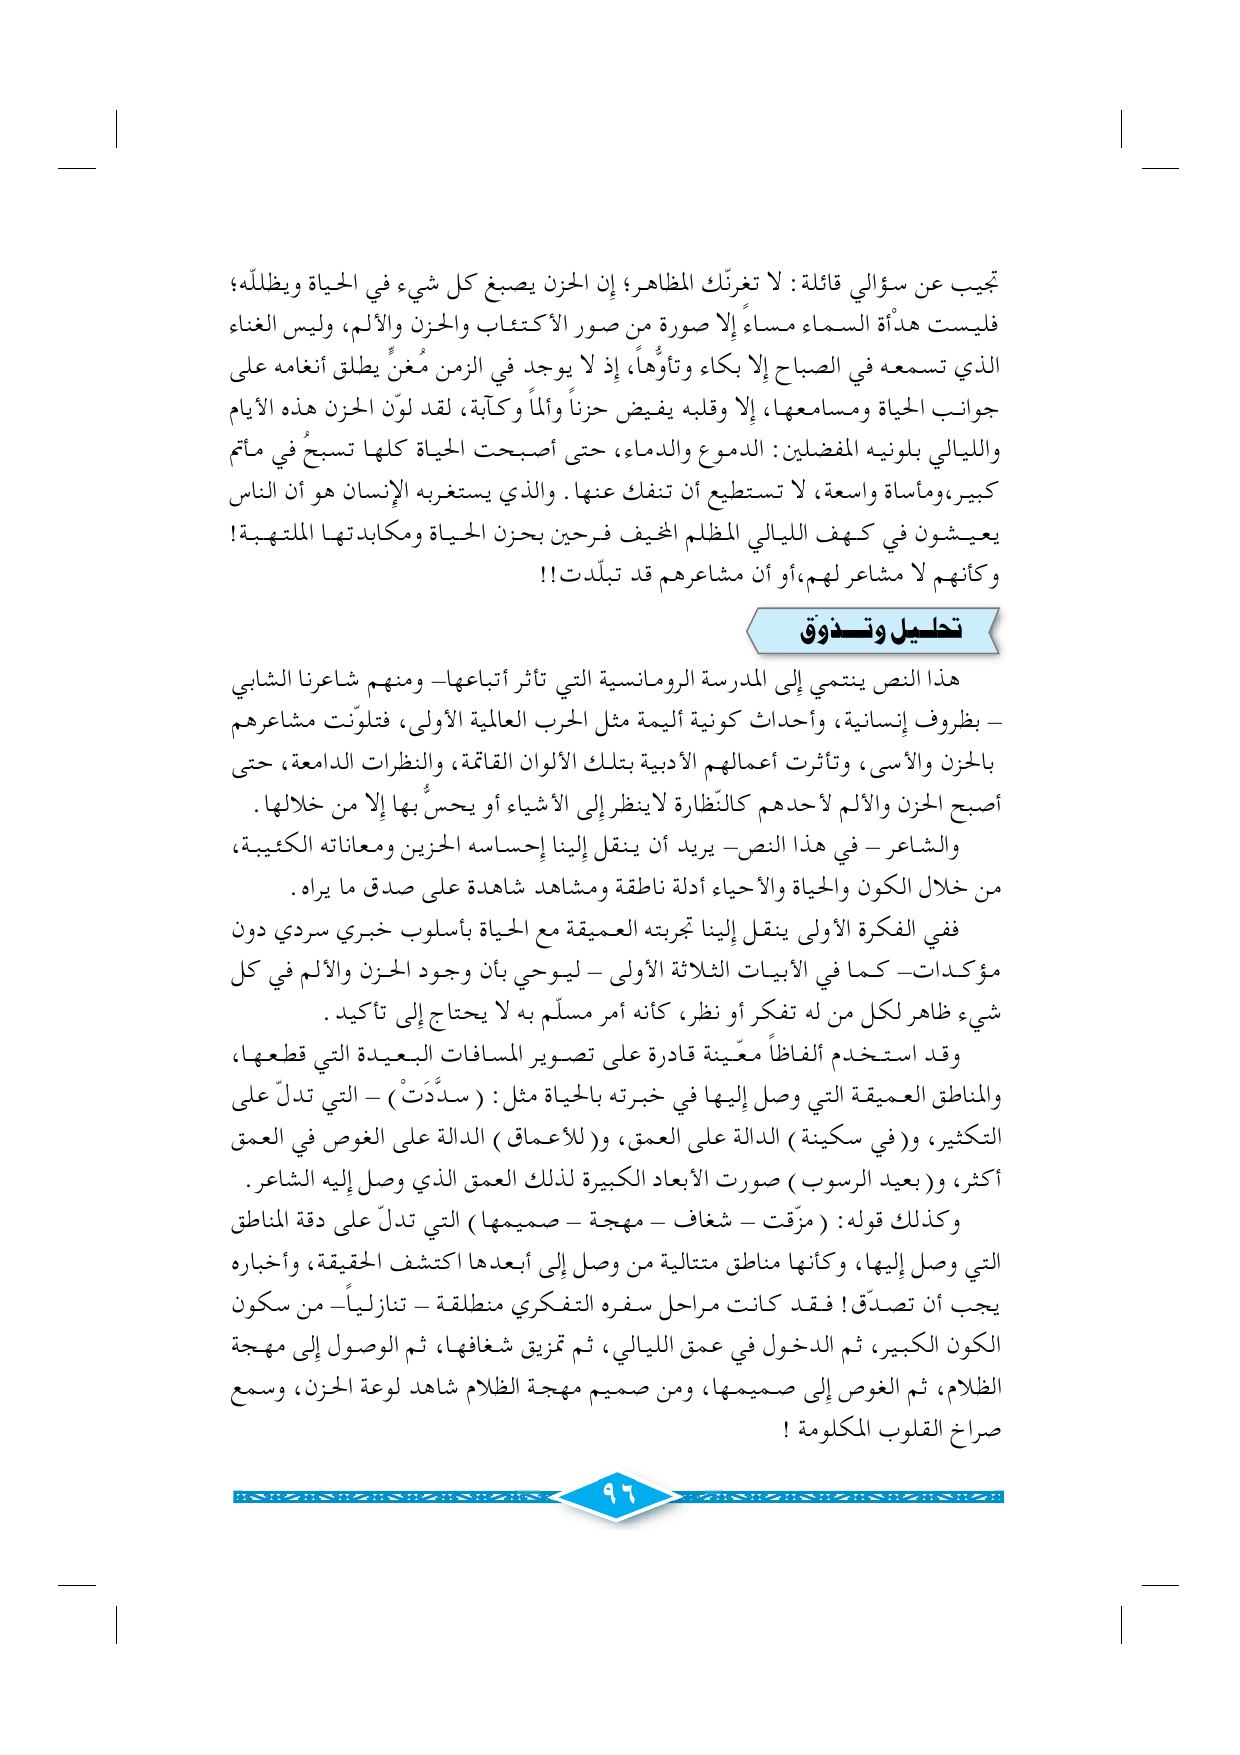 تجيب عن سؤالي قائلة: لا تغرنّك المظاهر؛ إن الحزن يصبغ كل شيء في الحياة ويظللّه؛
فليست هدْأة السماء مساءً إلا صورة من صور الأكتئاب والحزن والألم، وليس الغناء
الذي تسمعه في الصباح إلا بكاء وتأوُّهاً، إذ لا يوجد في الزمن مُغنٍّ يطلق أنغامه على
جوانب الحياة ومسامعها، إلا وقلبه يفيض حزناً وألماً وكآبة، لقد لوّن الحزن هذه الأيام
والليالي بلونيه المفضلين: الدموع والدماء، حتى أصبحت الحياة كلها تسبحُ في مأتم
كبير،ومأساة واسعة، لا تستطيع أن تنفك عنها. والذي يستغربه الإنسان هو أن الناس
يعيشون في كهف الليالي المظلم المخيف فرحين بحزن الحياة ومكابدتها الملتهبة!
وكأنهم لا مشاعر لهم،أو أن مشاعرهم قد تبلّدت!!
تحليل وتذوّق
هذا النص ينتمي إلى المدرسة الرومانسية التي تأثر أتباعها– ومنهم شاعرنا الشابي
– بظروف إنسانية، وأحداث كونية أليمة مثل الحرب العالمية الأولى، فتلوّنت مشاعرهم
بالحزن والأسى، وتأثرت أعمالهم الأدبية بتلك الألوان القاتمة، والنظرات الدامعة، حتى
أصبح الحزن والألم لأحدهم كالنّظارة لاينظر إلى الأشياء أو يحسُّ بها إلا من خلالها.
والشاعر – في هذا النص– يريد أن ينقل إلينا إحساسه الحزين ومعاناته الكئيبة،
من خلال الكون والحياة والأحياء أدلة ناطقة ومشاهد شاهدة على صدق ما يراه.
ففي الفكرة الأولى ينقل إلينا تجربته العميقة مع الحياة بأسلوب خبري سردي دون
مؤكدات– كما في الأبيات الثلاثة الأولى – ليوحي بأن وجود الحزن والألم في كل
شيء ظاهر لكل من له تفكر أو نظر، كأنه أمر مسلّم به لا يحتاج إلى تأكيد.
وقد استخدم ألفاظاً معّينة قادرة على تصوير المسافات البعيدة التي قطعها،
والمناطق العميقة التي وصل إليها في خبرته بالحياة مثل: (سدَّدَتْ) – التي تدلّ على
التكثير، و(في سكينة) الدالة على العمق، و(للأعماق) الدالة على الغوص في العمق
أكثر، و(بعيد الرسوب) صورت الأبعاد الكبيرة لذلك العمق الذي وصل إليه الشاعر.
وكذلك قوله: (مزّقت – شغاف – مهجة – صميمها) التي تدلّ على دقة المناطق
التي وصل إليها، وكأنها مناطق متتالية من وصل إلى أبعدها اكتشف الحقيقة، وأخباره
يجب أن تصدّق! فقد كانت مراحل سفره التفكري منطلقة – تنازلياً– من سكون
الكون الكبير، ثم الدخول في عمق الليالي، ثم تمزيق شغافها، ثم الوصول إلى مهجة
الظلام، ثم الغوص إلى صميمها، ومن صميم مهجة الظلام شاهد لوعة الحزن، وسمع
صراخ القلوب المكلومة !
٩٦